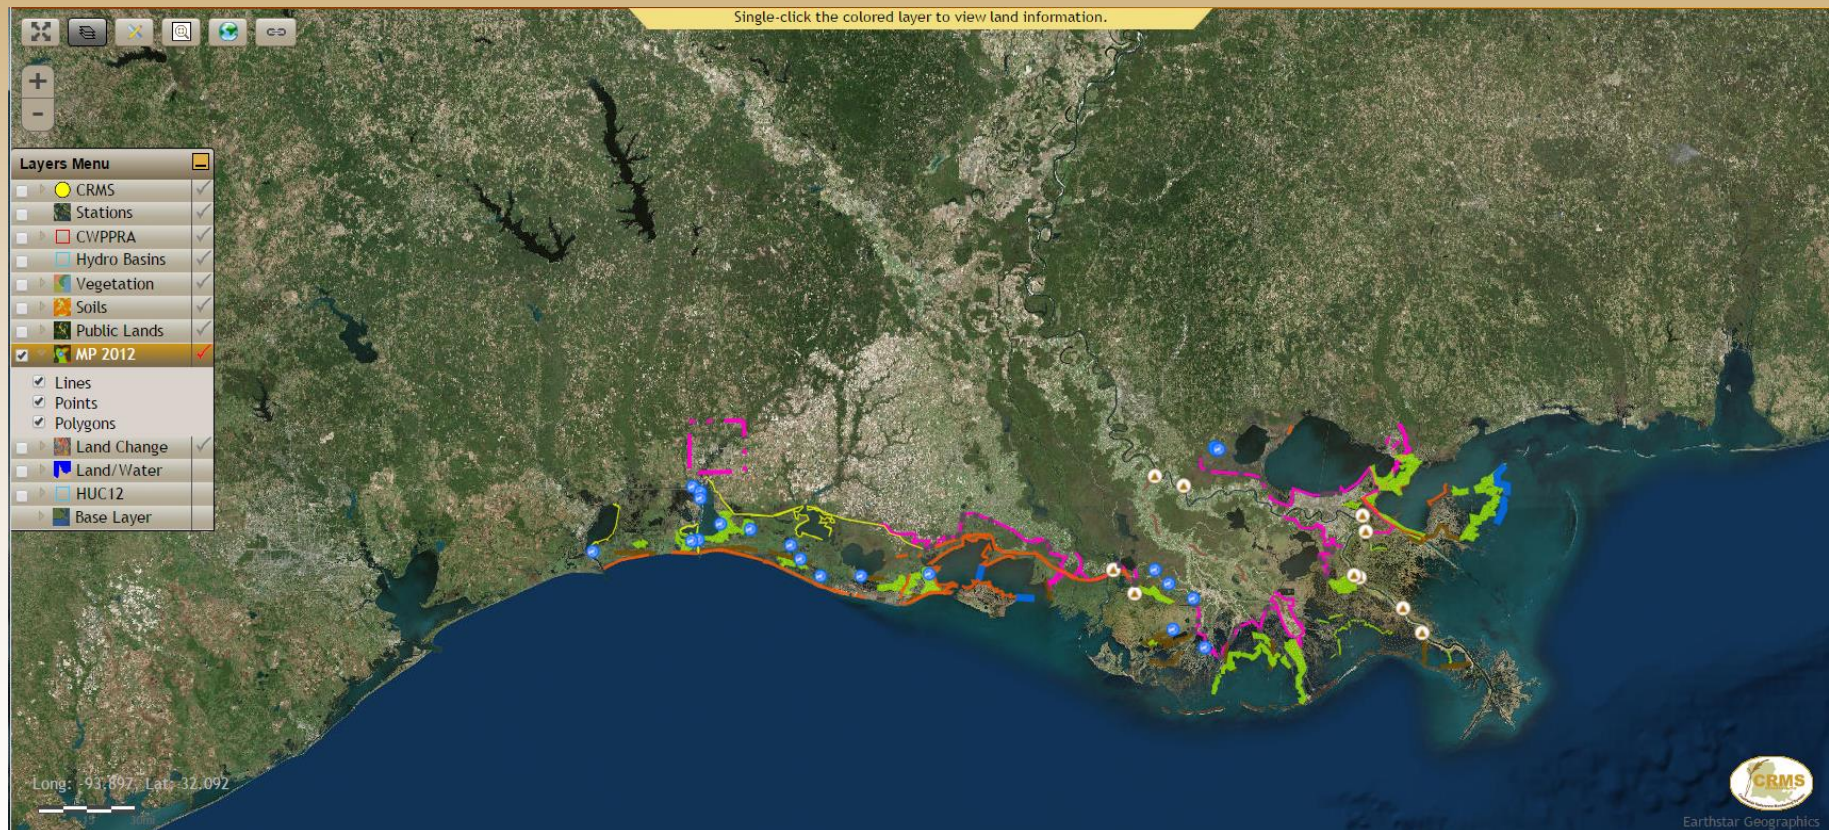 Single-click the colored layer to view land information.
+
-
Layers Menu
CRMS
Stations
CWPPRA
Hydro Basins
Vegetation
Soils
Public Lands
MP 2012
Lines
Points
Polygons
Land Change
Land/Water
HUC12
Base Layer
Long: -93.897, Lat: 32.092
15 30mi
CRMS
Earthstar Geographics